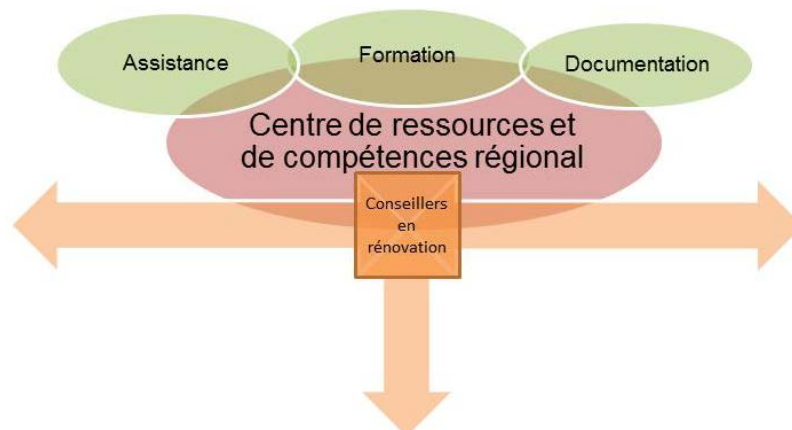 Assistance
Formation
Documentation
Centre de ressources et
de compétences régional
Conseillers
en
rénovation